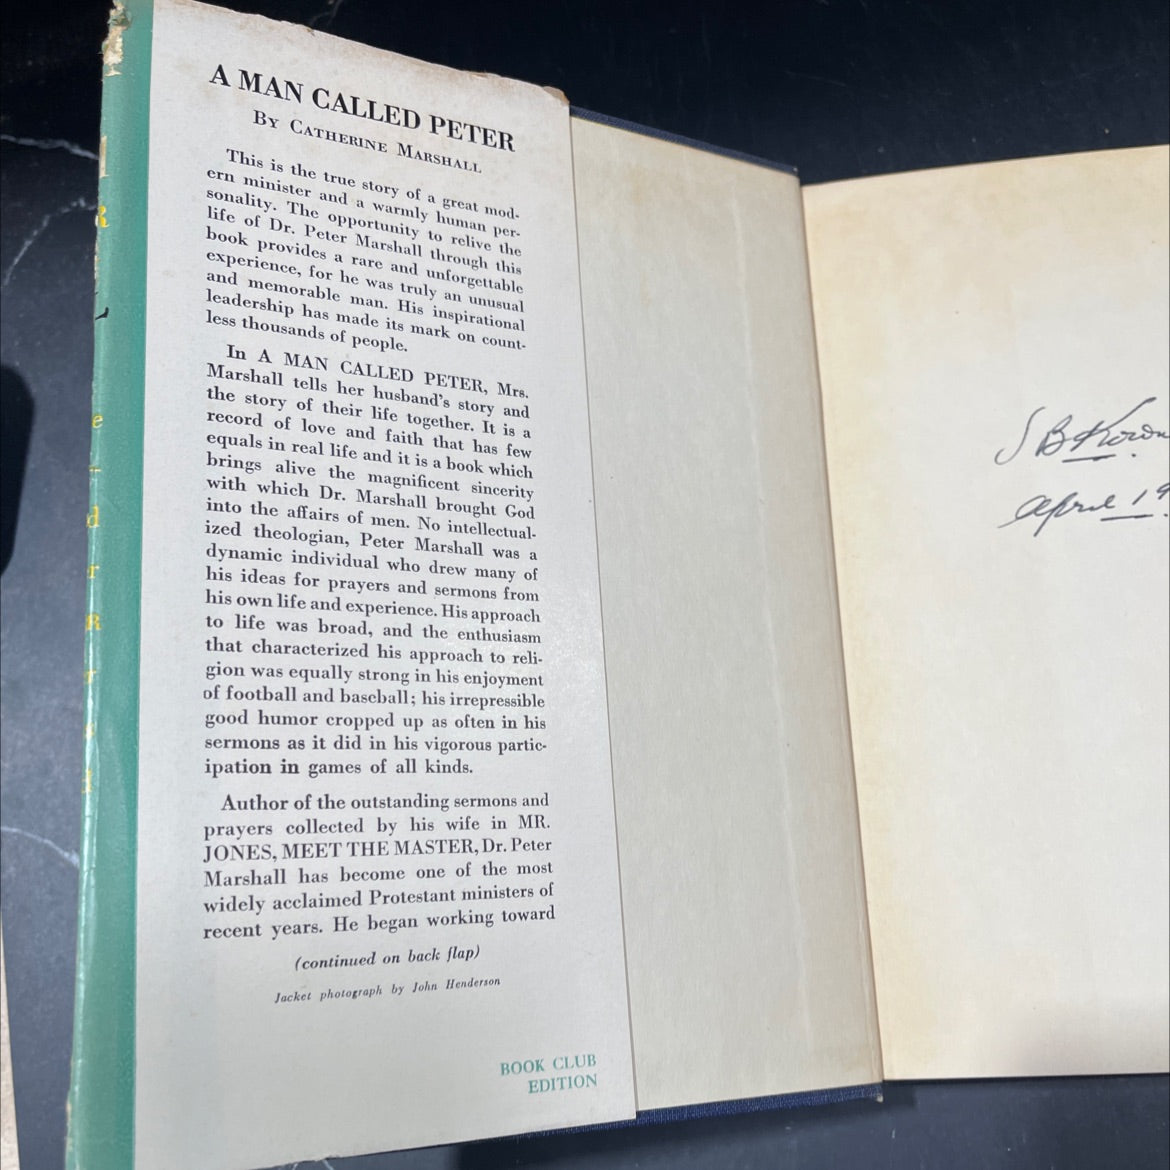 A MAN CALLED PETER
BY CATHERINE MARSHALL
This is the true story of a great mod-
ern minister and a warmly human per-
sonality. The opportunity to relive the
life of Dr. Peter Marshall through this
book provides a rare and unforgettable
experience, for he was truly an unusual
and memorable man. His inspirational
leadership has made its mark on count-
less thousands of people.
In A MAN CALLED PETER, Mrs.
Marshall tells her husband's story and
the story of their life together. It is a
record of love and faith that has few
equals in real life and it is a book which
brings alive the magnificent sincerity
with which Dr. Marshall brought God
into the affairs of men. No intellectual-
ized theologian, Peter Marshall was a
dynamic individual who drew many of
his ideas for prayers and sermons from
his own life and experience. His approach
to life was broad, and the enthusiasm
that characterized his approach to reli-
gion was equally strong in his enjoyment
of football and baseball; his irrepressible
good humor cropped up as often in his
sermons as it did in his vigorous partic-
ipation in games of all kinds.
Author of the outstanding sermons and
prayers collected by his wife in MR.
JONES, MEET THE MASTER, Dr. Peter
Marshall has become one of the most
widely acclaimed Protestant ministers of
recent years. He began working toward
(continued on back flap)
Jacket photograph by John Henderson
BOOK CLUB
EDITION
S B
April 19